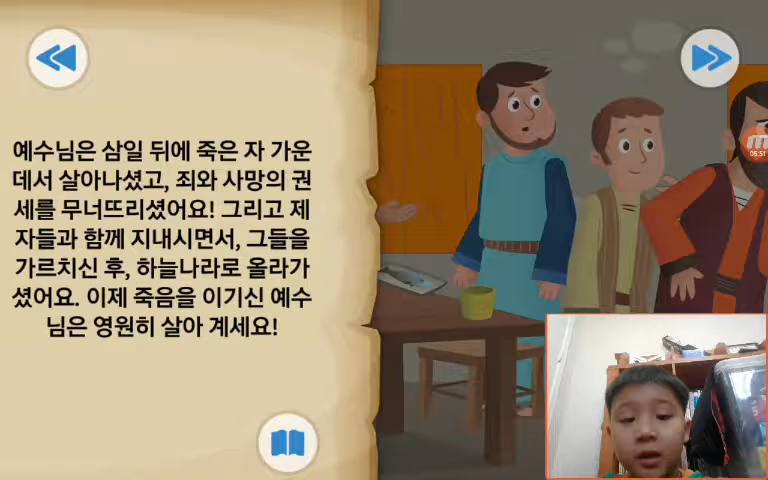 예수님은 삼일 뒤에 죽은 자 가운
데서 살아나셨고, 죄와 사망의 권
세를 무너뜨리셨어요! 그리고 제
자들과 함께 지내시면서, 그들을
가르치신 후, 하늘나라로 올라가
셨어요. 이제 죽음을 이기신 예수
님은 영원히 살아 계세요!
05:51